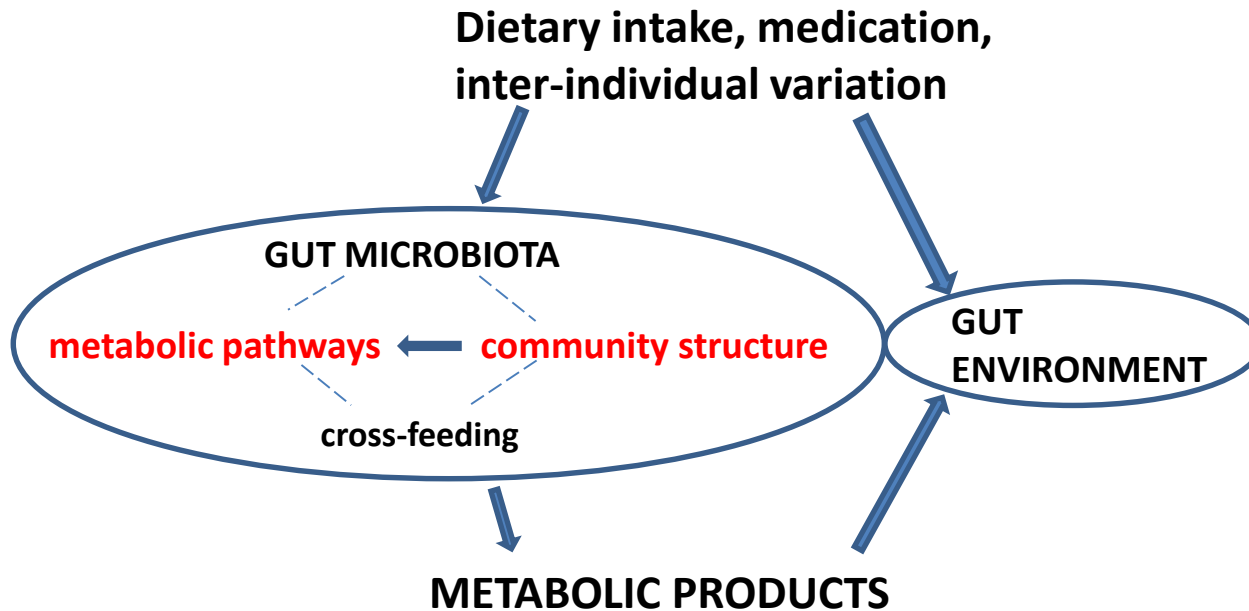 Dietary intake, medication,
inter-individual variation
GUT MICROBIOTA
metabolic pathways
community structure
cross-feeding
GUT
ENVIRONMENT
METABOLIC PRODUCTS